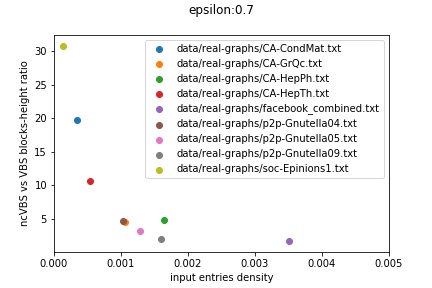 epsilon:0.7
ncVBS vs VBS blocks-height ratio
30
25
20
15
10
5
data/real-graphs/CA-CondMat.txt
data/real-graphs/CA-GrQc.txt
data/real-graphs/CA-HepPh.txt
data/real-graphs/CA-HepTh.txt
data/real-graphs/facebook_combined.txt
data/real-graphs/p2p-Gnutella04.txt
data/real-graphs/p2p-Gnutella05.txt
data/real-graphs/p2p-Gnutella09.txt
data/real-graphs/soc-Epinions1.txt
0.000 0.001 0.002 0.003 0.004 0.005
input entries density